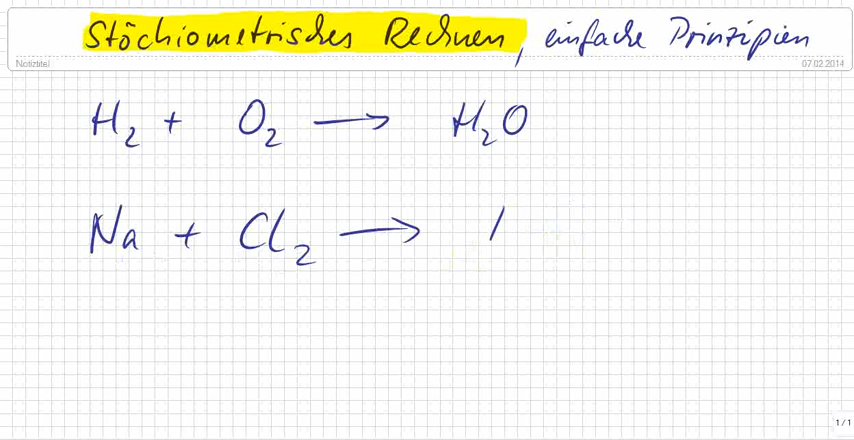 Stöchiometrisches Rechnen, einfache Prinzipien
Notiztitel 07.02.2014
H₂ + O₂ → H₂O
Na + Cl₂ →
1 / 1